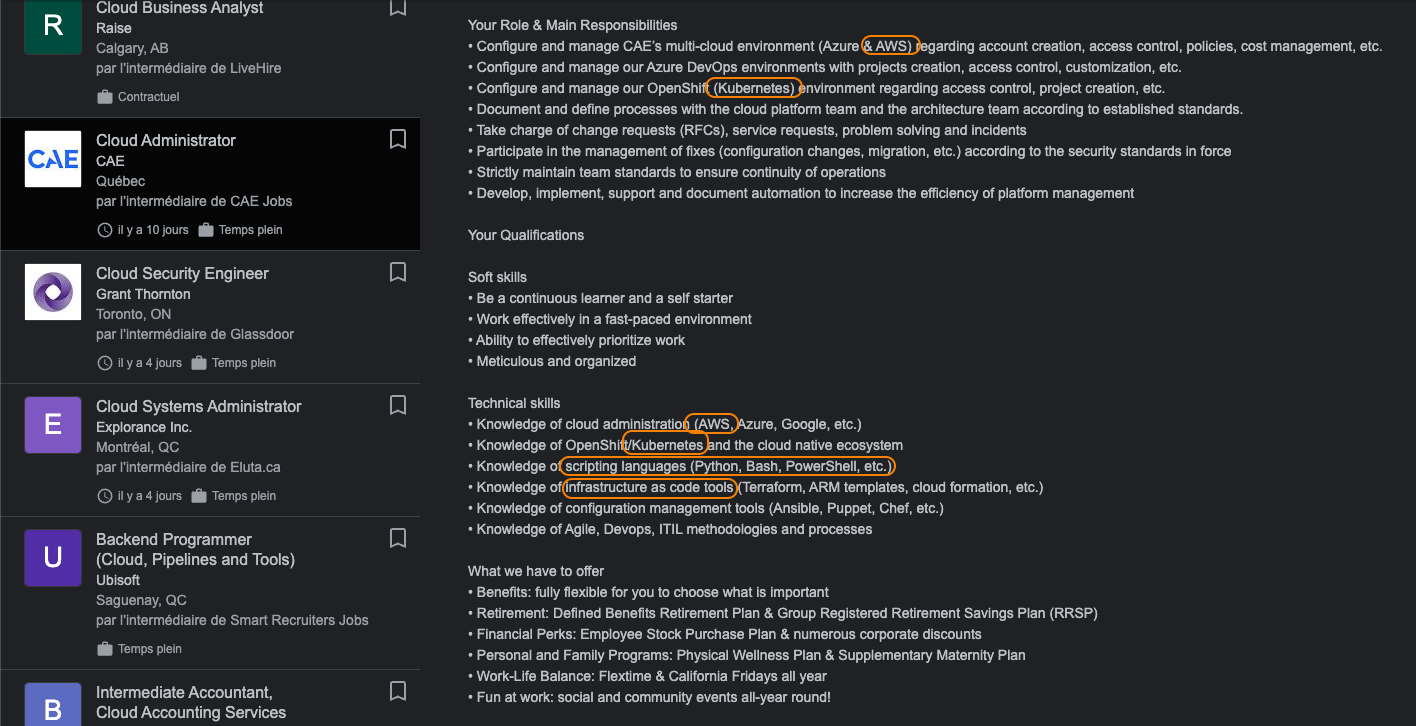 R
Cloud Business Analyst
Raise
Calgary, AB
par l'intermédiaire de LiveHire
Contractuel
CAE
Cloud Administrator
CAE
Québec
par l'intermédiaire de CAE Jobs
il y a 10 jours Temps plein
Cloud Security Engineer
Grant Thornton
Toronto, ON
par l'intermédiaire de Glassdoor
il y a 4 jours Temps plein
E
Cloud Systems Administrator
Explorance Inc.
Montréal, QC
par l'intermédiaire de Eluta.ca
il y a 4 jours Temps plein
U
Backend Programmer
(Cloud, Pipelines and Tools)
Ubisoft
Saguenay, QC
par l'intermédiaire de Smart Recruiters Jobs
Temps plein
B
Intermediate Accountant,
Cloud Accounting Services
Your Role & Main Responsibilities
• Configure and manage CAE's multi-cloud environment (Azure & AWS) regarding account creation, access control, policies, cost management, etc.
• Configure and manage our Azure DevOps environments with projects creation, access control, customization, etc.
• Configure and manage our OpenShift (Kubernetes) environment regarding access control, project creation, etc.
• Document and define processes with the cloud platform team and the architecture team according to established standards.
• Take charge of change requests (RFCs), service requests, problem solving and incidents
• Participate in the management of fixes (configuration changes, migration, etc.) according to the security standards in force
• Strictly maintain team standards to ensure continuity of operations
• Develop, implement, support and document automation to increase the efficiency of platform management
Your Qualifications
Soft skills
• Be a continuous learner and a self starter
• Work effectively in a fast-paced environment
• Ability to effectively prioritize work
• Meticulous and organized
Technical skills
• Knowledge of cloud administration (AWS, Azure, Google, etc.)
• Knowledge of OpenShift/Kubernetes and the cloud native ecosystem
• Knowledge of scripting languages (Python, Bash, PowerShell, etc.)
• Knowledge of infrastructure as code tools (Terraform, ARM templates, cloud formation, etc.)
• Knowledge of configuration management tools (Ansible, Puppet, Chef, etc.)
• Knowledge of Agile, Devops, ITIL methodologies and processes
What we have to offer
• Benefits: fully flexible for you to choose what is important
• Retirement: Defined Benefits Retirement Plan & Group Registered Retirement Savings Plan (RRSP)
• Financial Perks: Employee Stock Purchase Plan & numerous corporate discounts
• Personal and Family Programs: Physical Wellness Plan & Supplementary Maternity Plan
• Work-Life Balance: Flextime & California Fridays all year
• Fun at work: social and community events all-year round!